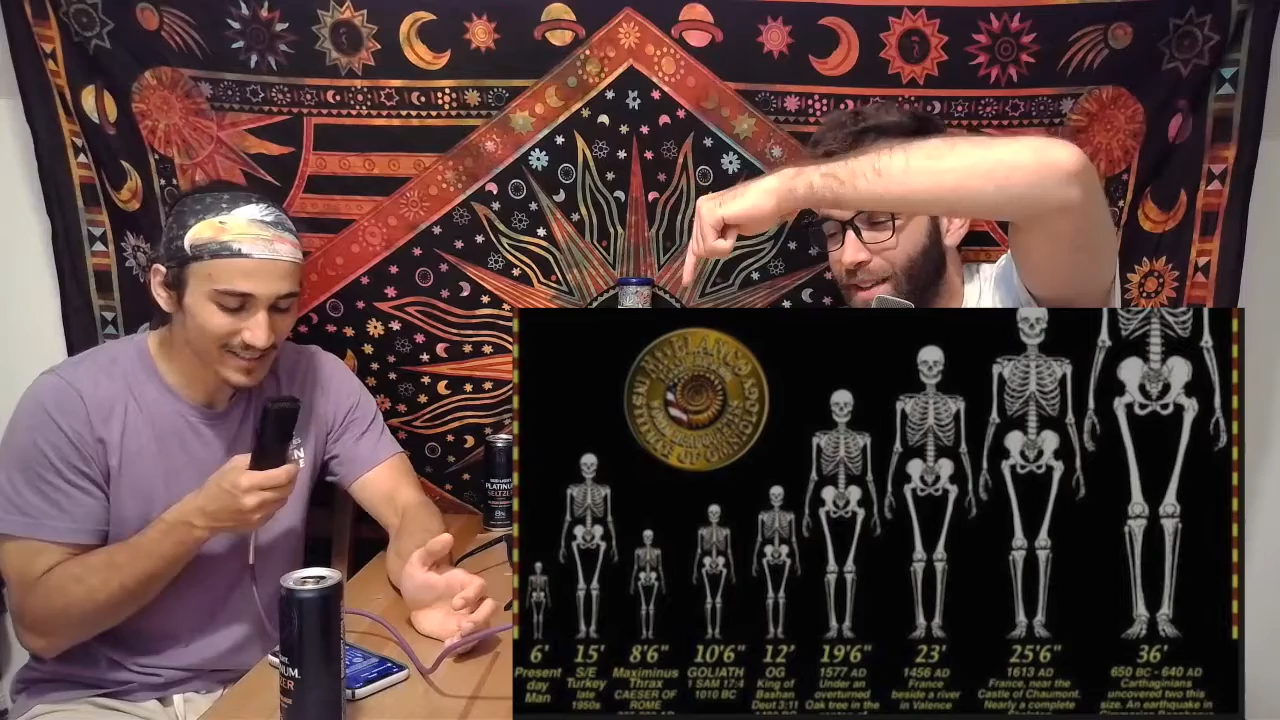 PLATINUM
SELTZER
8%
NUM.
ZER
N
E
6'
Present
day
Man
15'
S/E
Turkey
late
1950s
8'6"
Maximinus
Thrax
CAESER OF
ROME
10'6"
GOLIATH
1 SAM 17:4
1010 BC
12'
OG
King of
Bashan
Deut 3:11
19'6"
1577 AD
Under an
overturned
Oak tree in the
23'
1456 AD
France
beside a river
in Valence
25'6"
1613 AD
France, near the
Castle of Chaumont.
Nearly a complete
36'
650 BC - 640 AD
Carthaginians
uncovered two this
size. An earthquake in